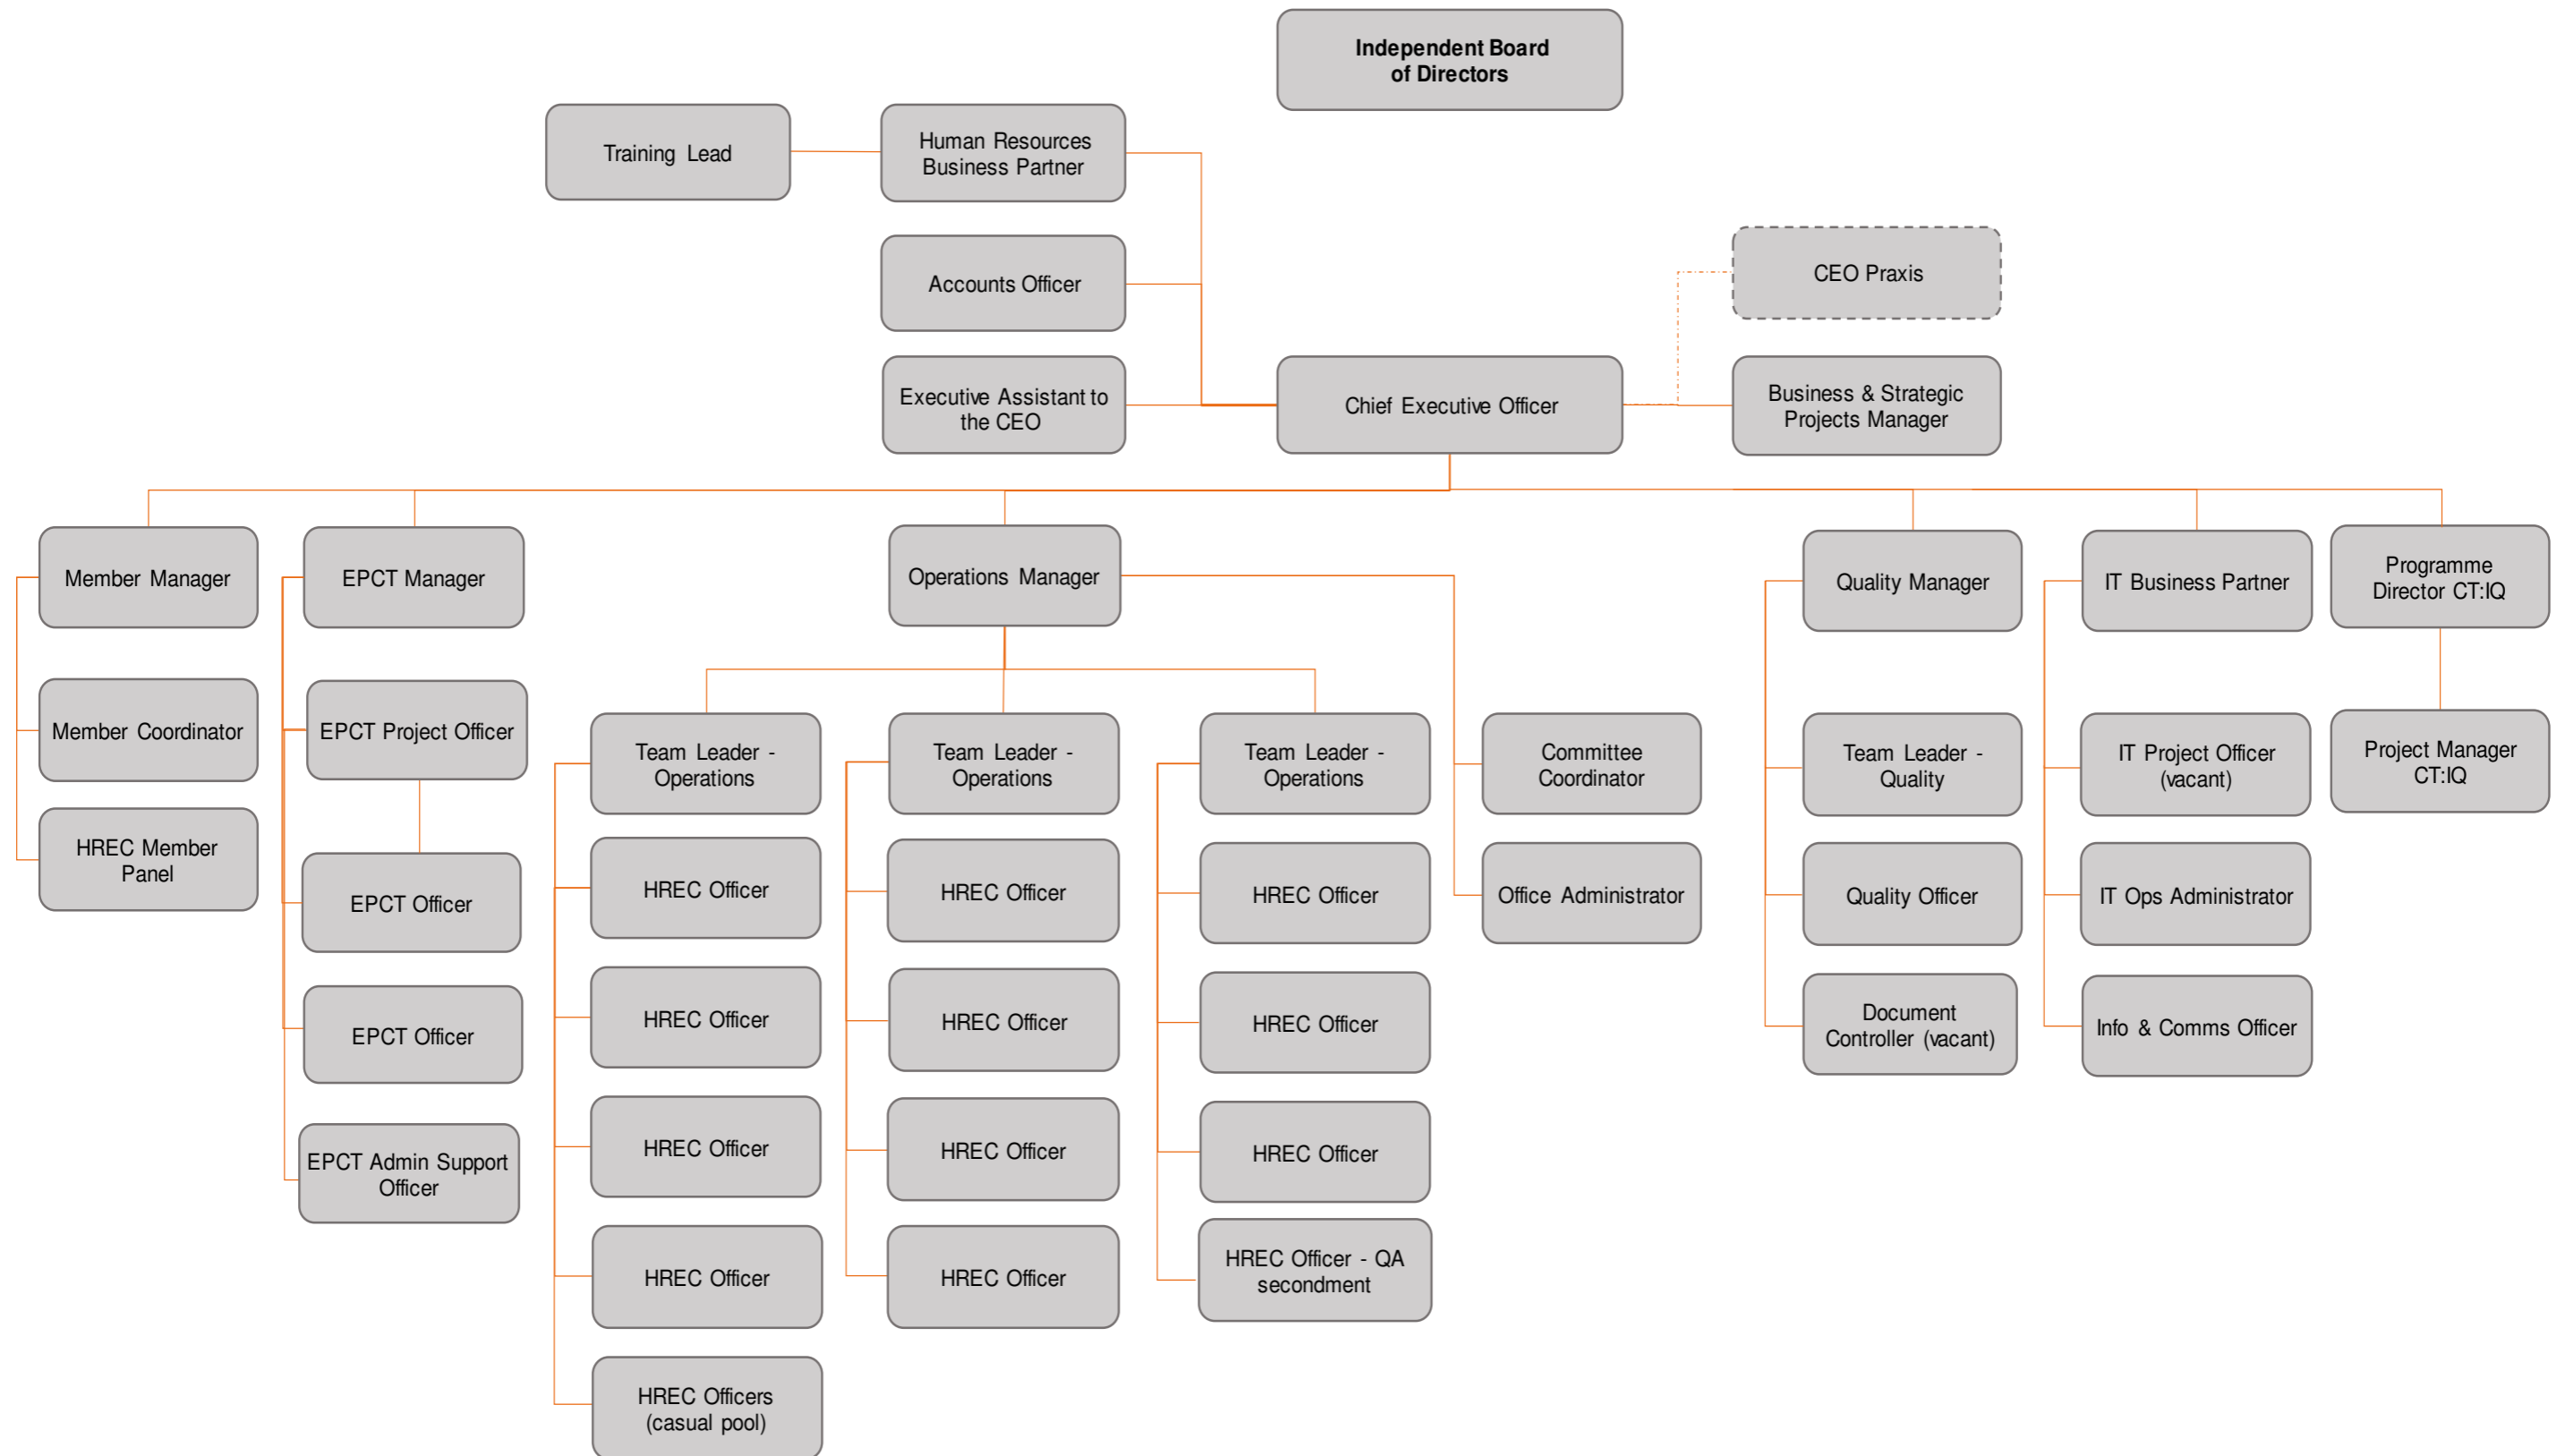 Independent Board
of Directors
Training Lead
Human Resources
Business Partner
Accounts Officer
CEO Praxis
Executive Assistant to
the CEO
Chief Executive Officer
Business & Strategic
Projects Manager
Member Manager
EPCT Manager
Operations Manager
Quality Manager
IT Business Partner
Programme
Director CT:IQ
Member Coordinator
EPCT Project Officer
Team Leader -
Operations
Team Leader -
Operations
Team Leader -
Operations
Committee
Coordinator
Team Leader -
Quality
IT Project Officer
(vacant)
Project Manager
CT:IQ
HREC Member
Panel
EPCT Officer
HREC Officer
HREC Officer
HREC Officer
Office Administrator
Quality Officer
IT Ops Administrator
EPCT Officer
HREC Officer
HREC Officer
HREC Officer
Document
Controller (vacant)
Info & Comms Officer
EPCT Admin Support
Officer
HREC Officer
HREC Officer
HREC Officer
HREC Officer
HREC Officer
HREC Officer - QA
secondment
HREC Officers
(casual pool)